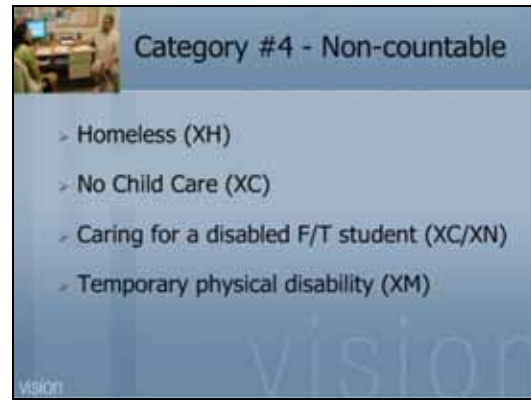 Category #4 - Non-countable
Homeless (XH)
No Child Care (XC)
Caring for a disabled F/T student (XC/XN)
Temporary physical disability (XM)
vision
vision